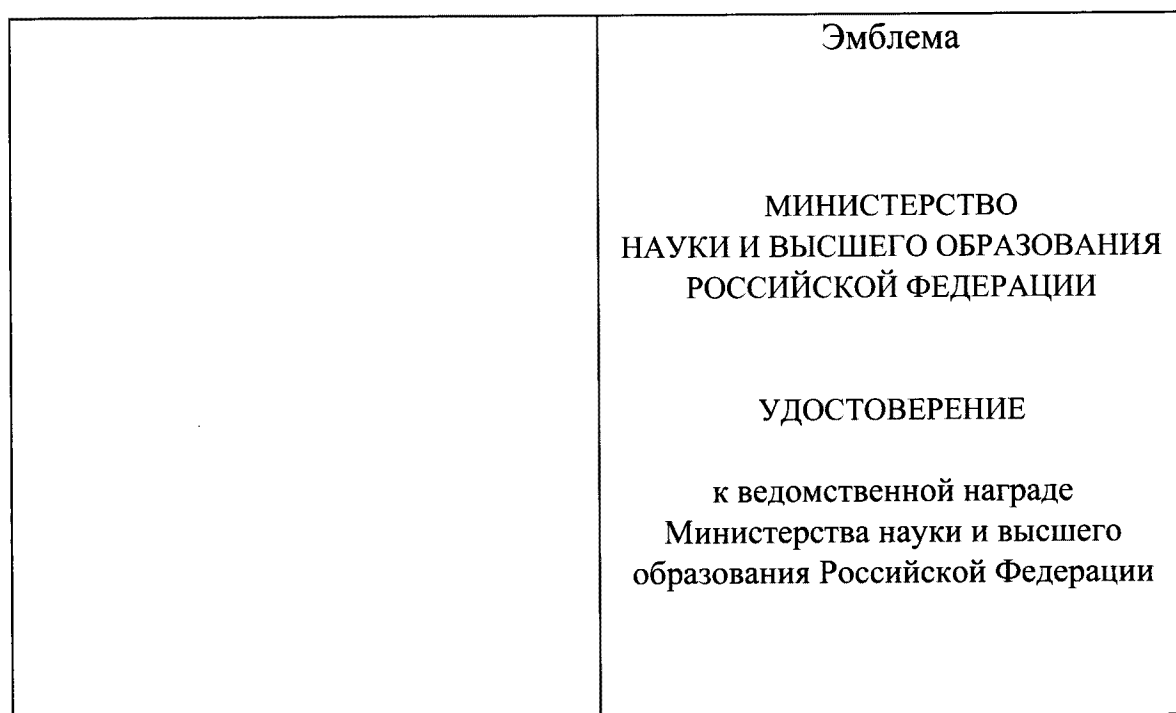 Эмблема
МИНИСТЕРСТВО
НАУКИ И ВЫСШЕГО ОБРАЗОВАНИЯ
РОССИЙСКОЙ ФЕДЕРАЦИИ
УДОСТОВЕРЕНИЕ
к ведомственной награде
Министерства науки и высшего
образования Российской Федерации